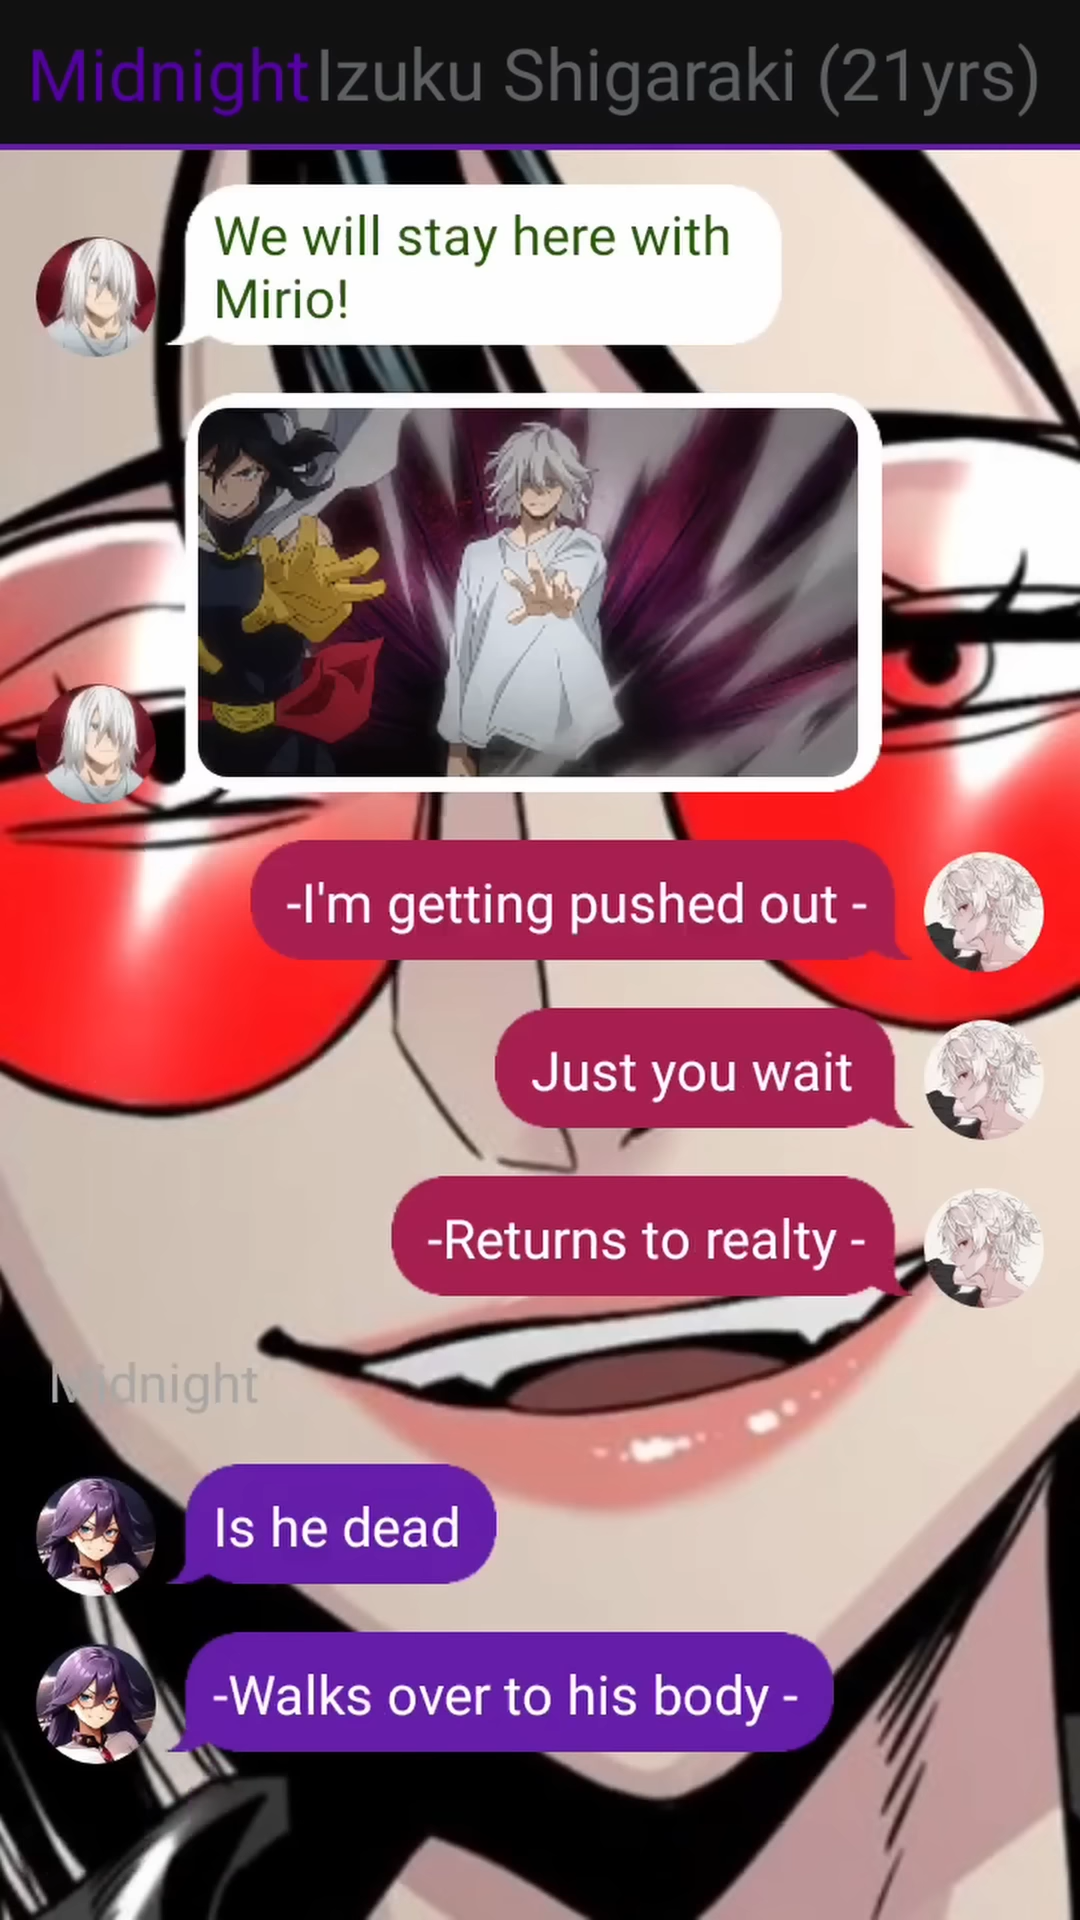 Midnight Izuku Shigaraki (21yrs)
We will stay here with
Mirio!
-I'm getting pushed out -
Just you wait
-Returns to realty -
Midnight
Is he dead
-Walks over to his body -